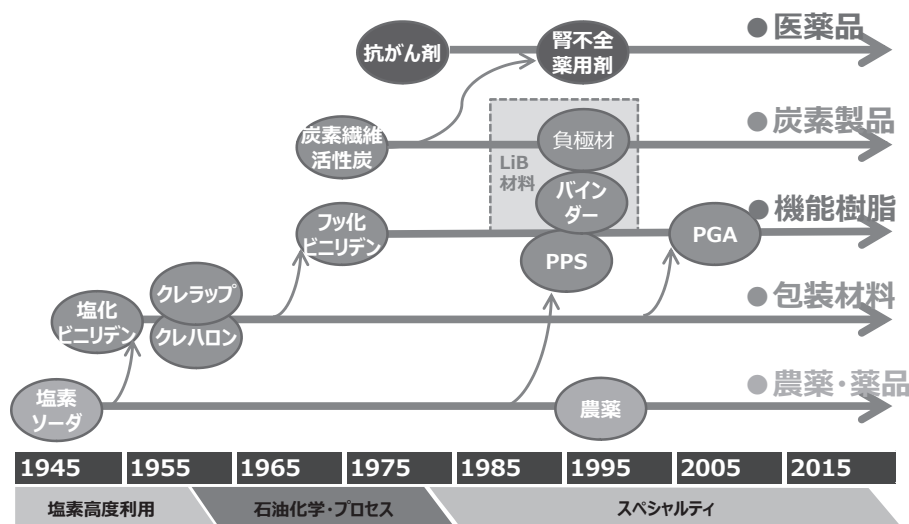 ●医薬品
抗がん剤
腎不全
薬用剤
●炭素製品
炭素繊維
活性炭
LiB
材料
負極材
バイン
ダー
●機能樹脂
フッ化
ビニリデン
PPS
PGA
●包装材料
塩化
ビニリデン
クレラップ
クレハロン
●農薬・薬品
塩素
ソーダ
農薬
1945 1955 1965 1975 1985 1995 2005 2015
塩素高度利用 石油化学・プロセス スペシャルティ